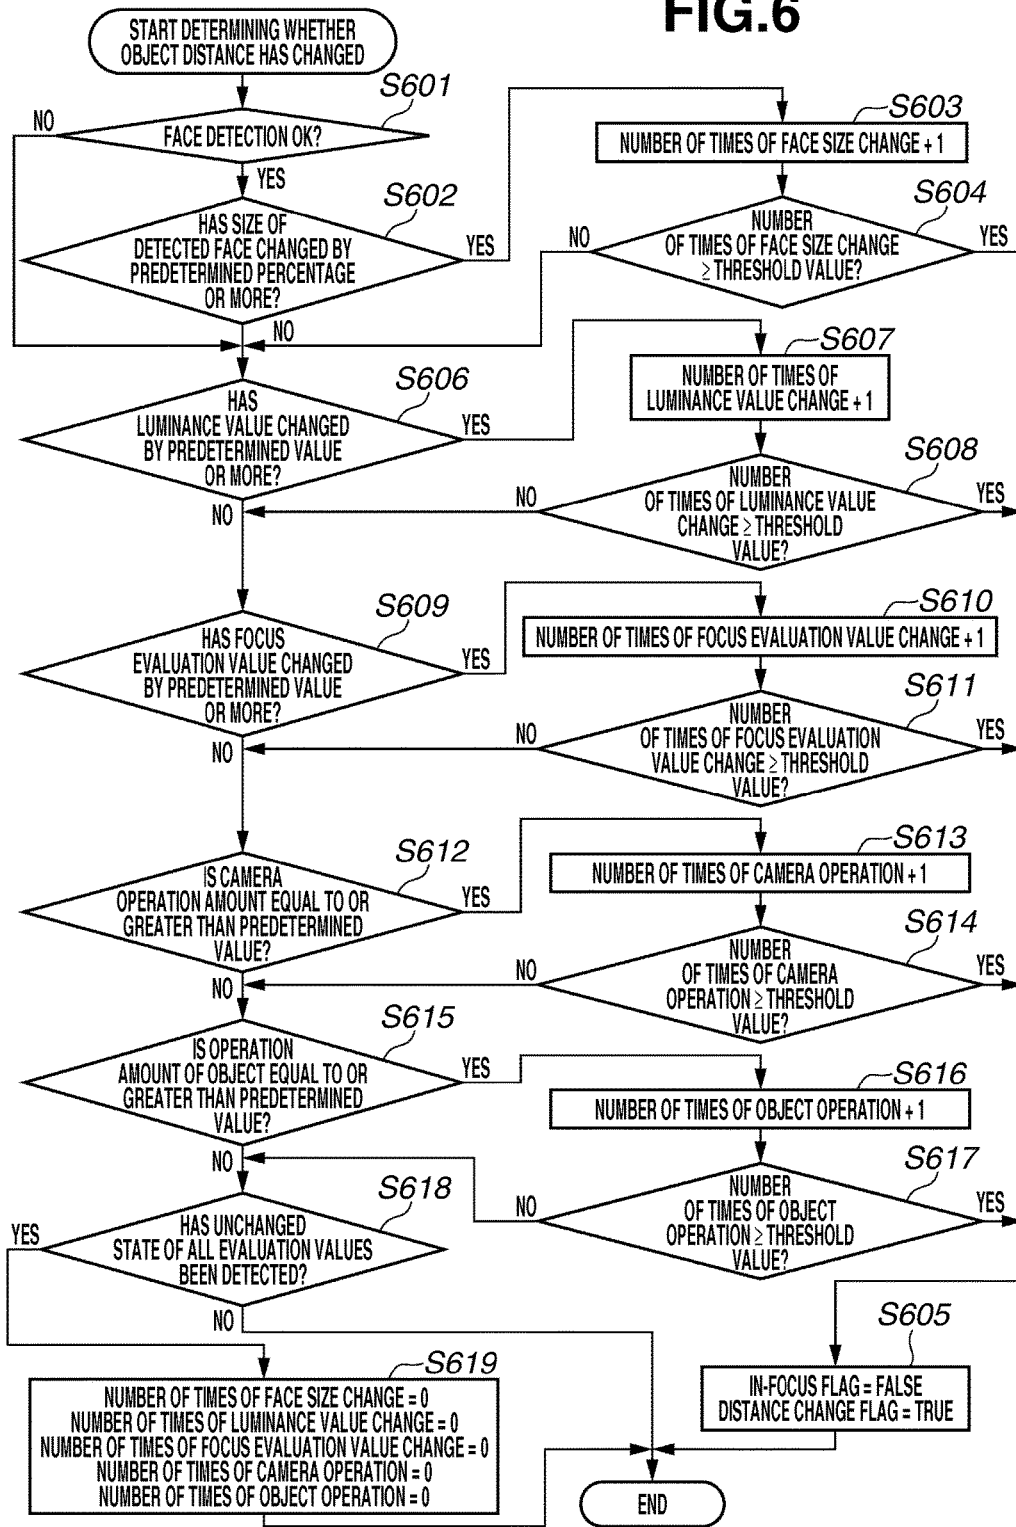 FIG.6
START DETERMINING WHETHER
OBJECT DISTANCE HAS CHANGED
S601
NO
FACE DETECTION OK?
YES
S602
HAS SIZE OF
DETECTED FACE CHANGED BY
PREDETERMINED PERCENTAGE
OR MORE?
YES
NO
S603
NUMBER OF TIMES OF FACE SIZE CHANGE + 1
S604
NUMBER
OF TIMES OF FACE SIZE CHANGE
≥ THRESHOLD VALUE?
NO
YES
S606
HAS
LUMINANCE VALUE CHANGED
BY PREDETERMINED VALUE
OR MORE?
YES
NO
S607
NUMBER OF TIMES OF
LUMINANCE VALUE CHANGE + 1
S608
NUMBER
OF TIMES OF LUMINANCE VALUE
CHANGE ≥ THRESHOLD
VALUE?
NO
YES
S609
HAS FOCUS
EVALUATION VALUE CHANGED
BY PREDETERMINED VALUE
OR MORE?
YES
NO
S610
NUMBER OF TIMES OF FOCUS EVALUATION VALUE CHANGE + 1
S611
NUMBER
OF TIMES OF FOCUS EVALUATION
VALUE CHANGE ≥ THRESHOLD
VALUE?
NO
YES
S612
IS CAMERA
OPERATION AMOUNT EQUAL TO OR
GREATER THAN PREDETERMINED
VALUE?
YES
NO
S613
NUMBER OF TIMES OF CAMERA OPERATION + 1
S614
NUMBER
OF TIMES OF CAMERA
OPERATION ≥ THRESHOLD
VALUE?
NO
YES
S615
IS OPERATION
AMOUNT OF OBJECT EQUAL TO OR
GREATER THAN PREDETERMINED
VALUE?
YES
NO
S616
NUMBER OF TIMES OF OBJECT OPERATION + 1
S617
NUMBER
OF TIMES OF OBJECT
OPERATION ≥ THRESHOLD
VALUE?
NO
YES
S618
HAS UNCHANGED
STATE OF ALL EVALUATION VALUES
BEEN DETECTED?
YES
NO
S605
IN-FOCUS FLAG = FALSE
DISTANCE CHANGE FLAG = TRUE
S619
NUMBER OF TIMES OF FACE SIZE CHANGE = 0
NUMBER OF TIMES OF LUMINANCE VALUE CHANGE = 0
NUMBER OF TIMES OF FOCUS EVALUATION VALUE CHANGE = 0
NUMBER OF TIMES OF CAMERA OPERATION = 0
NUMBER OF TIMES OF OBJECT OPERATION = 0
END